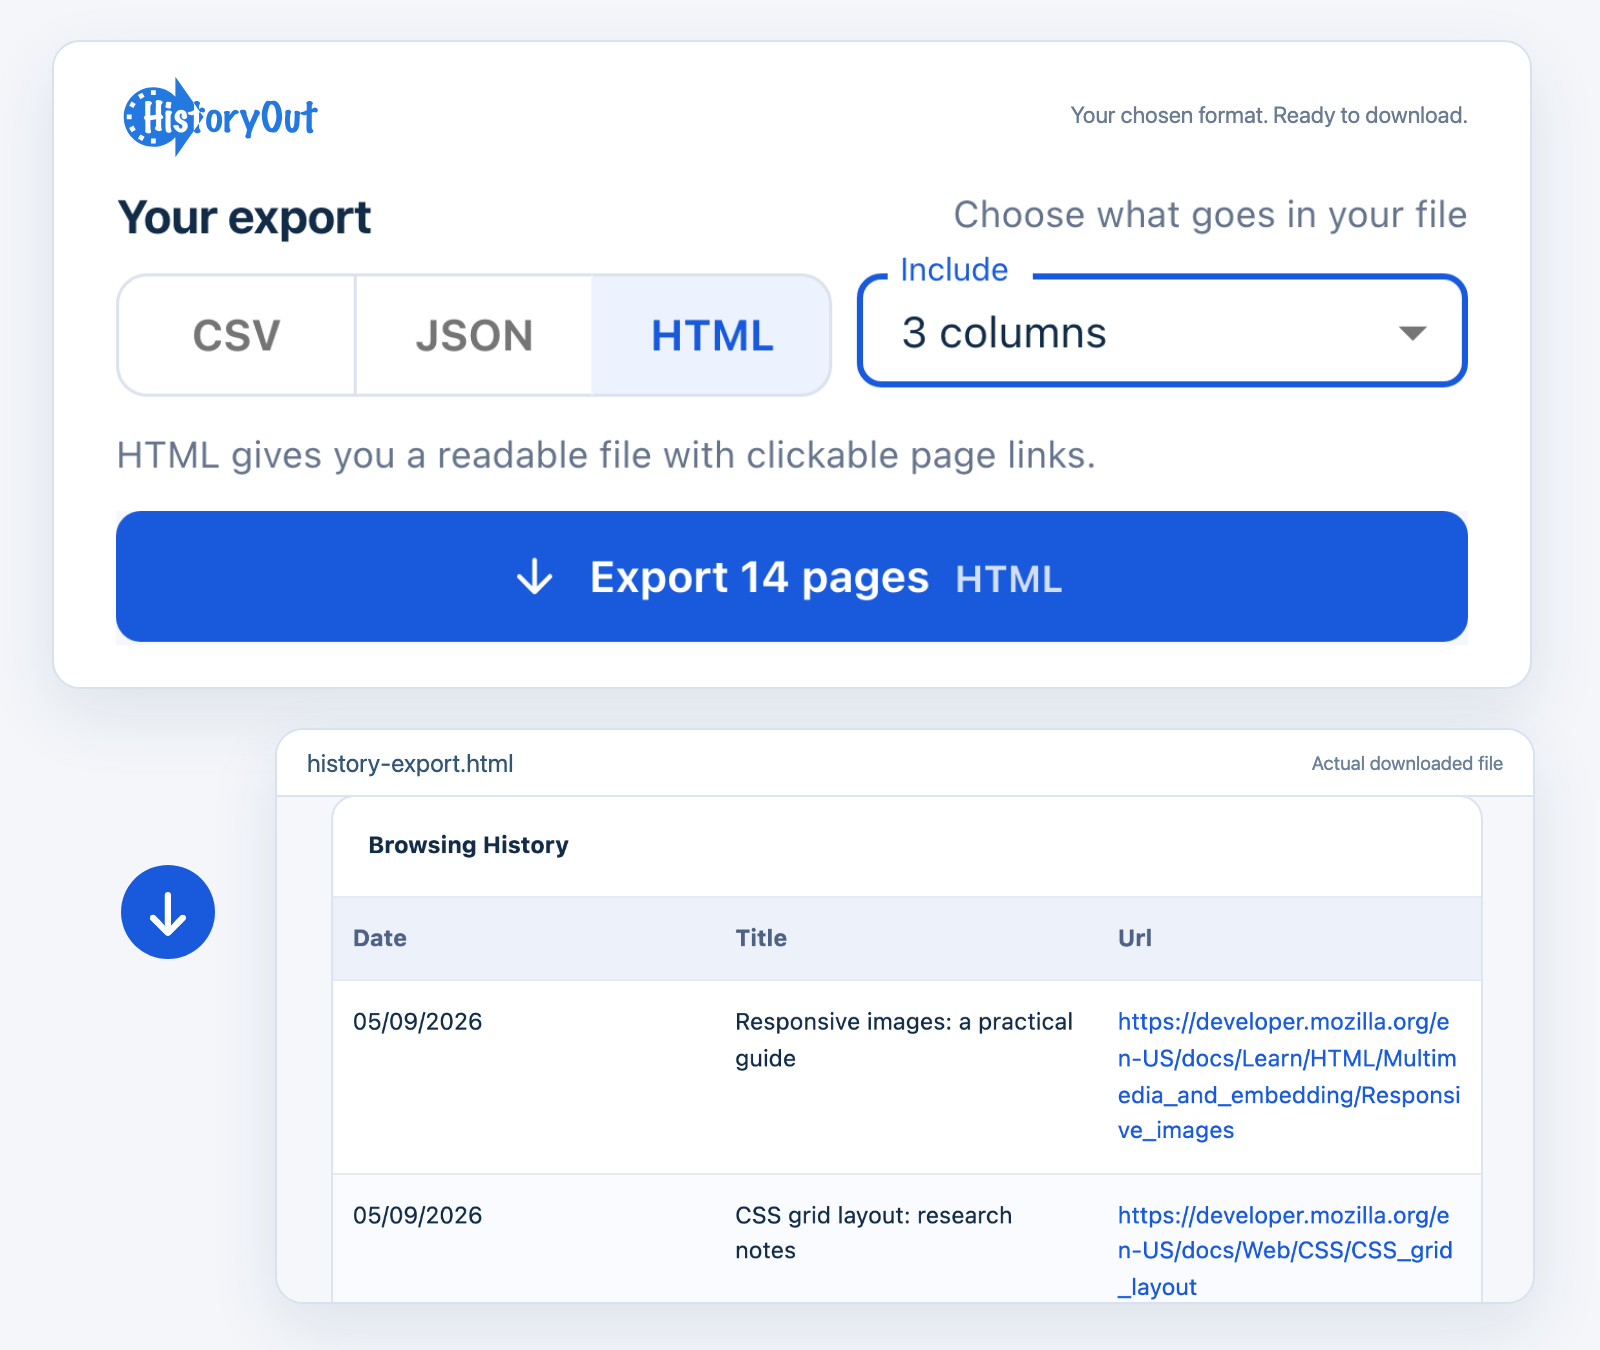 HistoryOut
Your chosen format. Ready to download.
Your export
Choose what goes in your file
CSV
JSON
HTML
Include
3 columns
HTML gives you a readable file with clickable page links.
Export 14 pages HTML
history-export.html
Actual downloaded file
Browsing History
Date
Title
Url
05/09/2026
Responsive images: a practical
guide
https://developer.mozilla.org/e
n-US/docs/Learn/HTML/Multim
edia_and_embedding/Responsi
ve_images
05/09/2026
CSS grid layout: research
notes
https://developer.mozilla.org/e
n-US/docs/Web/CSS/CSS_grid
_layout